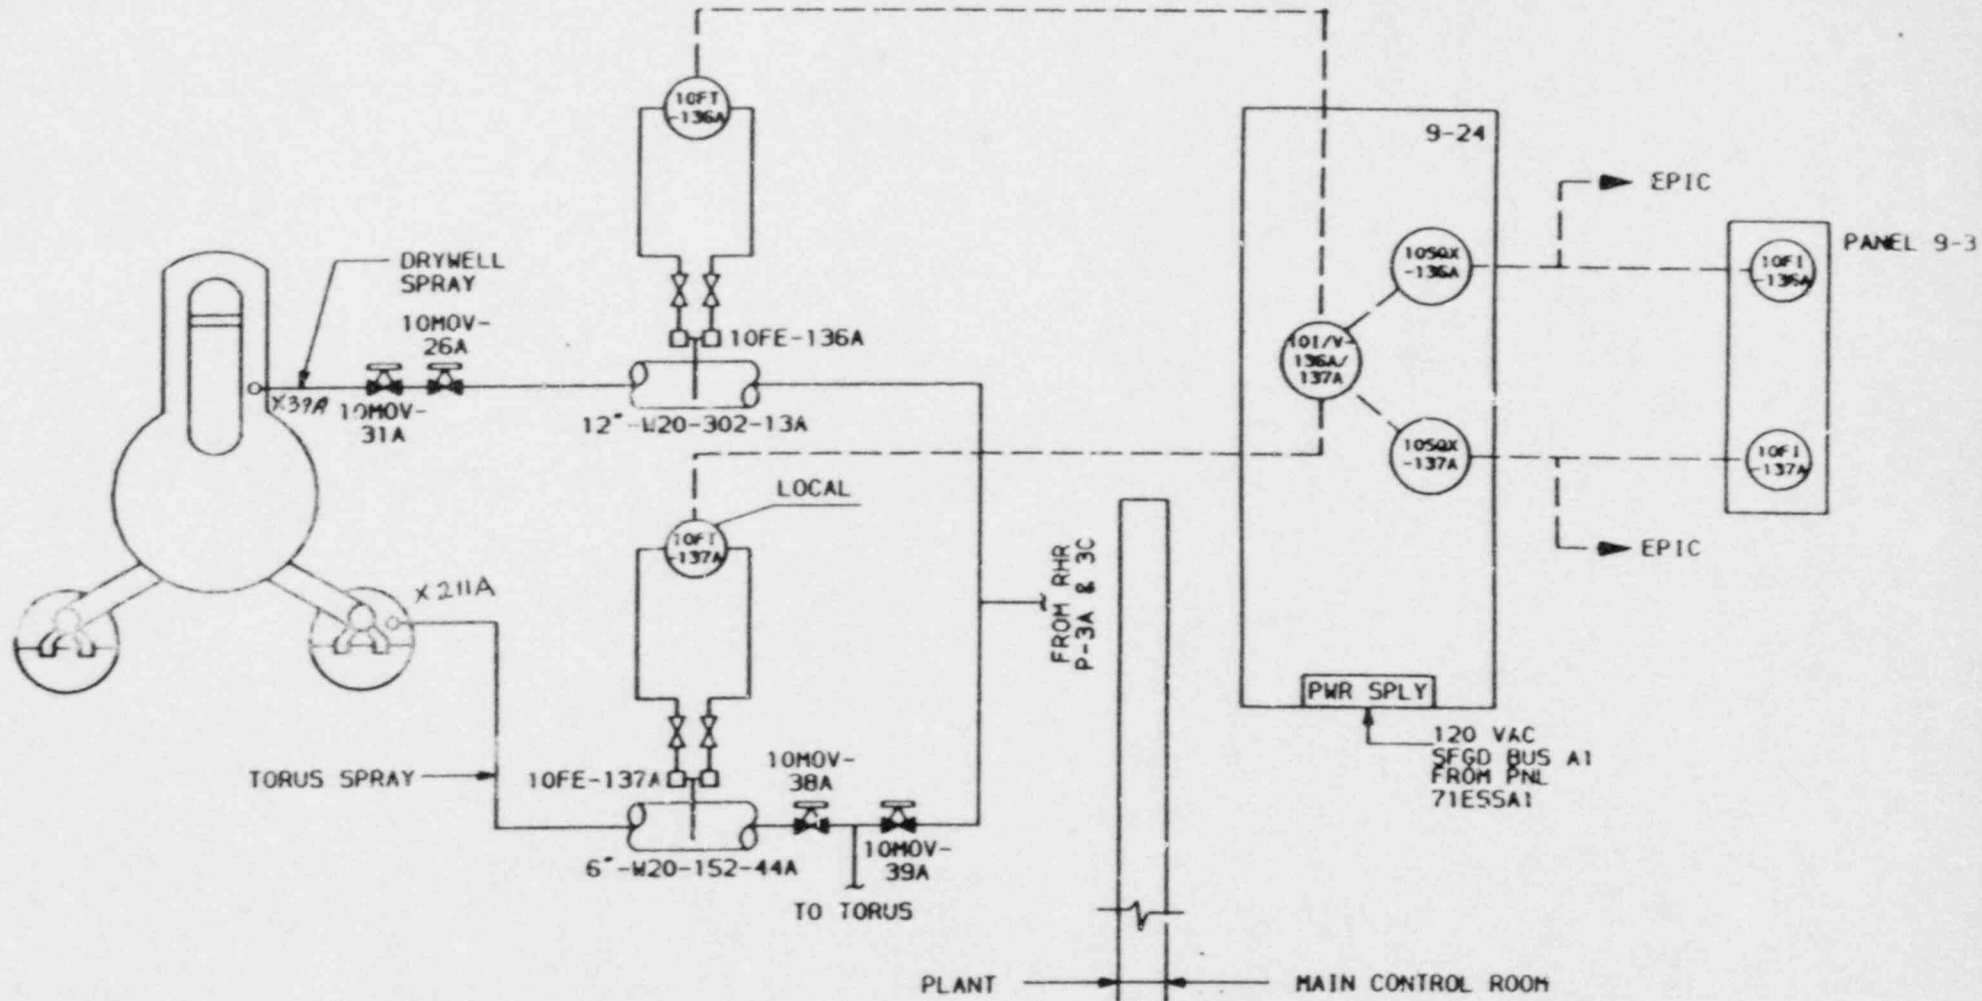 10FT
-136A
9-24
EPIC
DRYWELL
SPRAY
10MOV-
26A
10SQX
-136A
10FI
-136A
PANEL 9-3
10FE-136A
10I/V-
136A/
137A
X39A
10MOV-
31A
12"-W20-302-13A
10SQX
-137A
10FI
-137A
LOCAL
10FT
-137A
EPIC
FROM RHR
P-3A & 3C
X211A
PWR SPLY
120 VAC
SFGD BUS A1
FROM PNL
71ESSA1
TORUS SPRAY
10FE-137A
10MOV-
38A
6"-W20-152-44A
10MOV-
39A
TO TORUS
PLANT
MAIN CONTROL ROOM